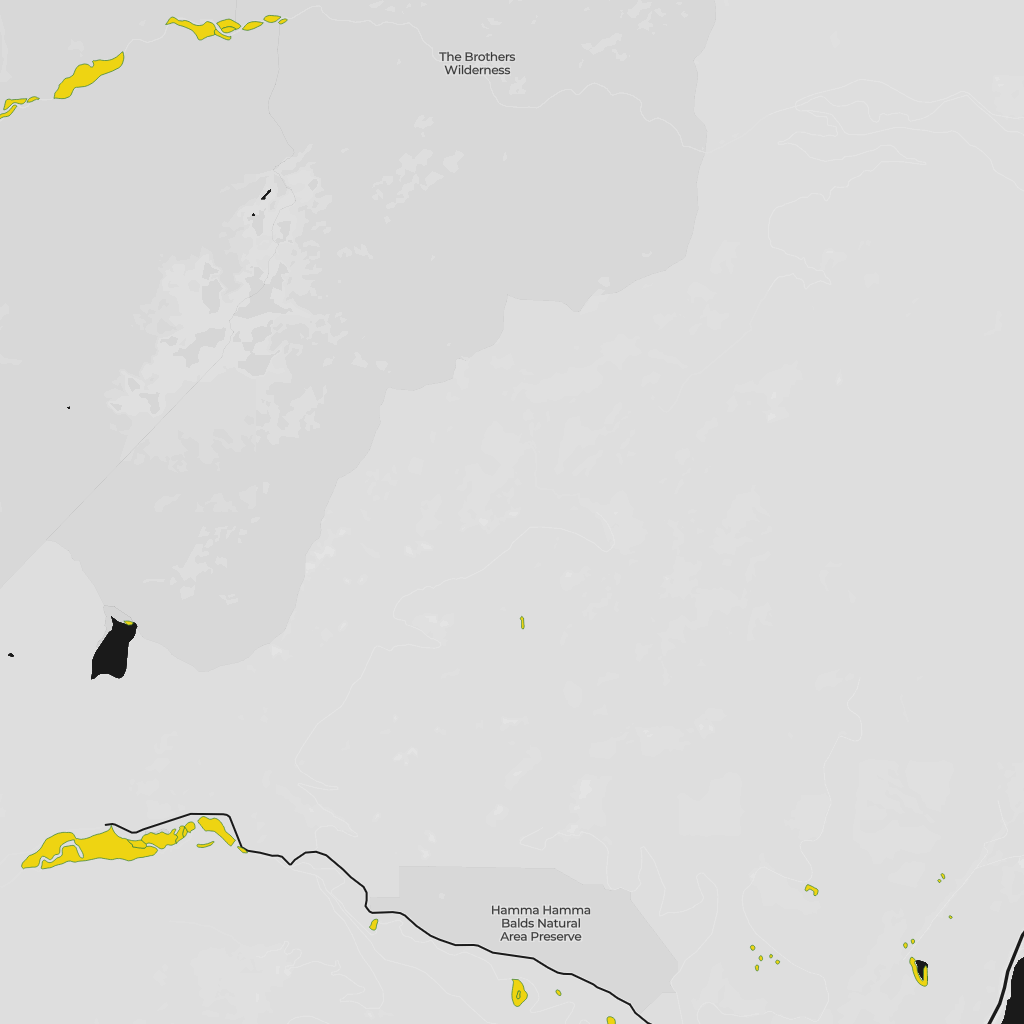 The Brothers
Wilderness
Hamma Hamma
Balds Natural
Area Preserve